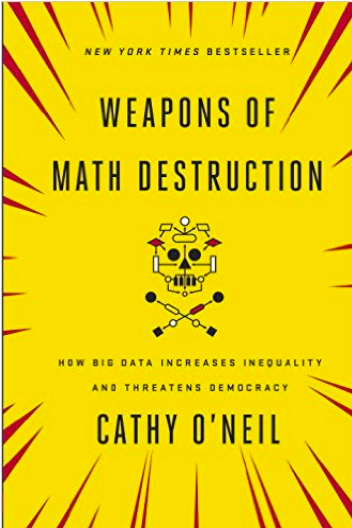 NEW YORK TIMES BESTSELLER
WEAPONS OF
MATH DESTRUCTION
HOW BIG DATA INCREASES INEQUALITY
AND THREATENS DEMOCRACY
CATHY O'NEIL